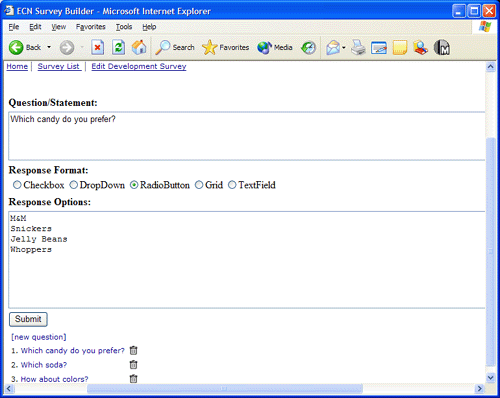 ECN Survey Builder - Microsoft Internet Explorer
File Edit View Favorites Tools Help
Back Search Favorites Media
Home | Survey List | Edit Development Survey
Question/Statement:
Which candy do you prefer?
Response Format:
Checkbox DropDown RadioButton Grid TextField
Response Options:
M&M
Snickers
Jelly Beans
Whoppers
Submit
[new question]
1. Which candy do you prefer?
2. Which soda?
3. How about colors?